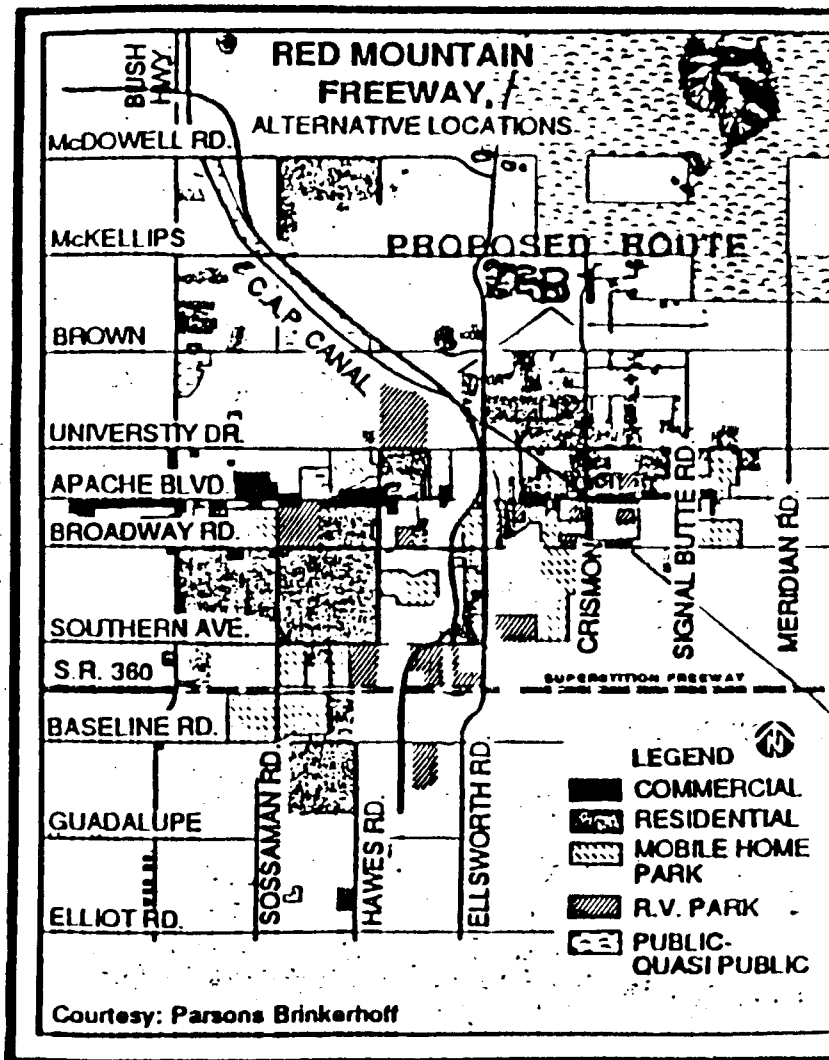 RED MOUNTAIN
FREEWAY,
ALTERNATIVE LOCATIONS
BUSH
HWY.
McDOWELL RD.
McKELLIPS
PROPOSED ROUTE
C.A.P. CANAL
BROWN
UNIVERSTIY DR.
APACHE BLVD.
BROADWAY RD.
SOUTHERN AVE.
S.R. 360
SUPERSTITION FREEWAY
BASELINE RD.
GUADALUPE
ELLIOT RD.
SOSSAMAN RD.
HAWES RD.
ELLSWORTH RD.
CRISMON
SIGNAL BUTTE RD.
MERIDIAN RD.
N
LEGEND
COMMERCIAL
RESIDENTIAL
MOBILE HOME
PARK
R.V. PARK
PUBLIC-
QUASI PUBLIC
Courtesy: Parsons Brinkerhoff